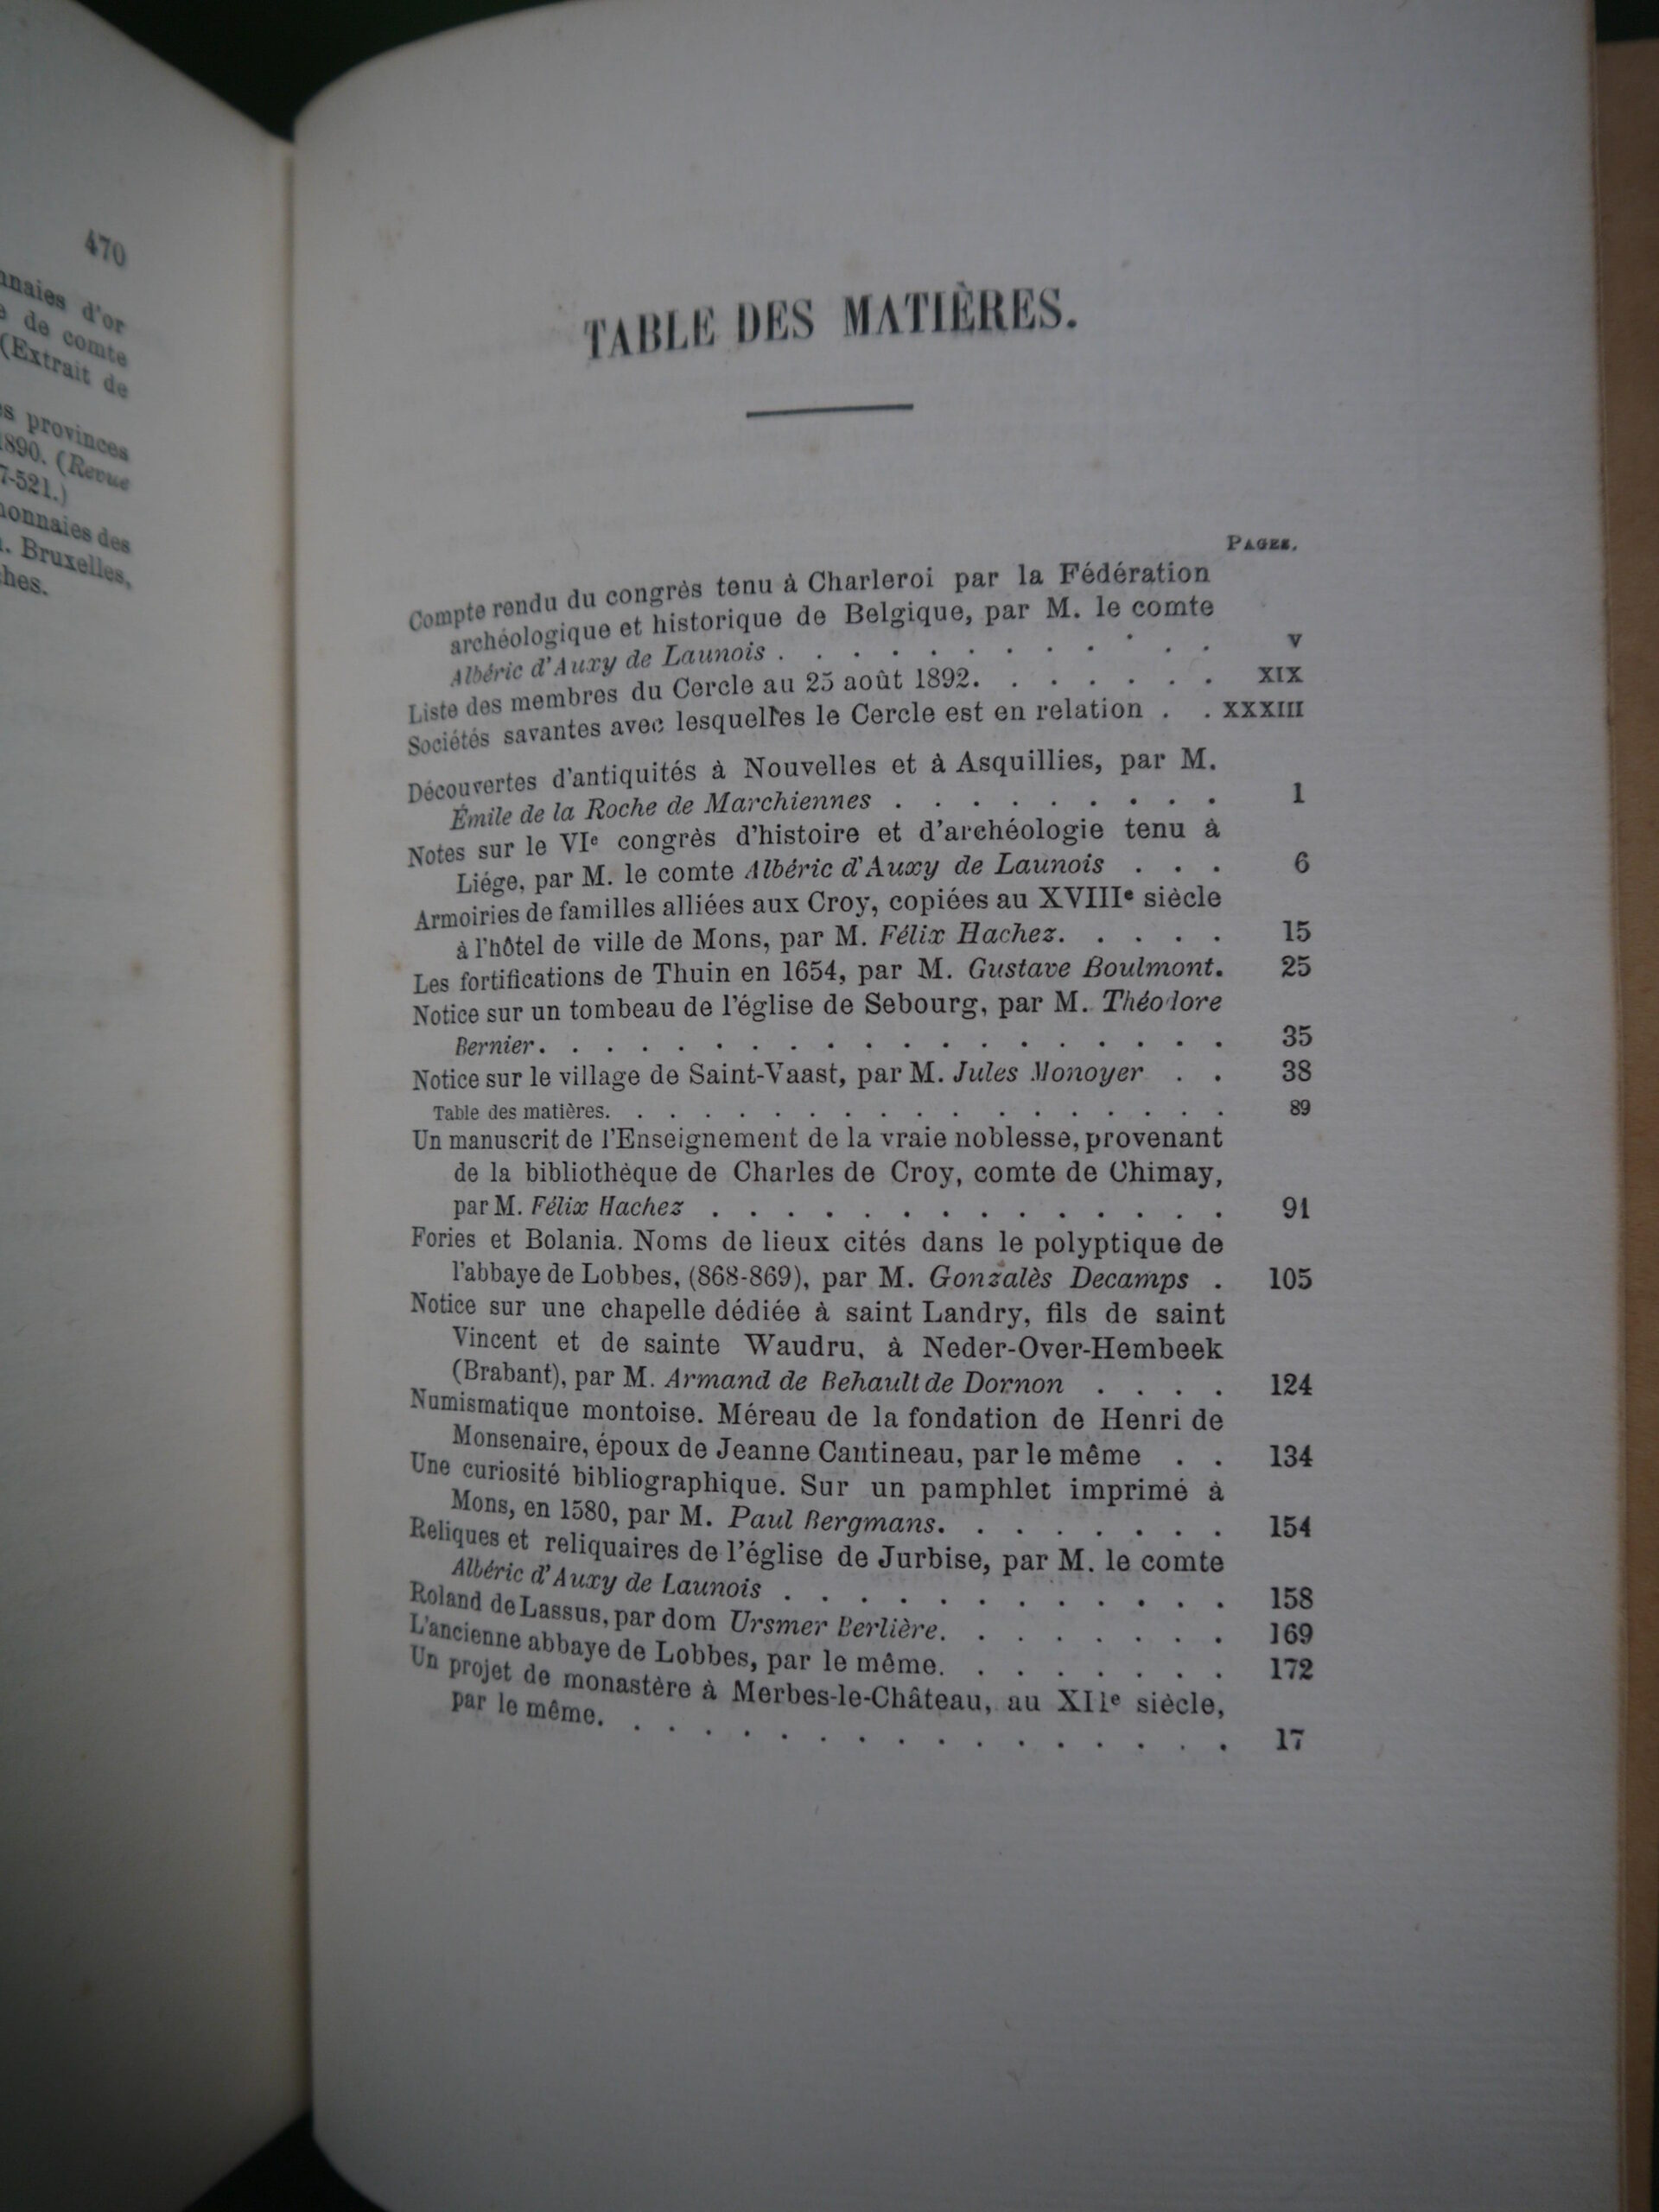 470
d'or
de comte
(Extrait de
provinces
1890. (Revue
7-521.)
monnaies des
Bruxelles,
TABLE DES MATIÈRES.
PAGES.
Compte rendu du congrès tenu à Charleroi par la Fédération
archéologique et historique de Belgique, par M. le comte
Albéric d'Auxy de Launois . . . . . . . . . . . . V
Liste des membres du Cercle au 25 août 1892. . . . . . . . XIX
Sociétés savantes avec lesquelles le Cercle est en relation . . XXXIII
Découvertes d'antiquités à Nouvelles et à Asquillies, par M.
Émile de la Roche de Marchiennes . . . . . . . . . 1
Notes sur le VIe congrès d'histoire et d'archéologie tenu à
Liége, par M. le comte Albéric d'Auxy de Launois . . . 6
Armoiries de familles alliées aux Croy, copiées au XVIIIe siècle
à l'hôtel de ville de Mons, par M. Félix Hachez. . . . . 15
Les fortifications de Thuin en 1654, par M. Gustave Boulmont. 25
Notice sur un tombeau de l'église de Sebourg, par M. Théodore
Bernier. . . . . . . . . . . . . . . . . . . 35
Notice sur le village de Saint-Vaast, par M. Jules Monoyer . . 38
Table des matières. . . . . . . . . . . . . . . . . 89
Un manuscrit de l'Enseignement de la vraie noblesse, provenant
de la bibliothèque de Charles de Croy, comte de Chimay,
par M. Félix Hachez . . . . . . . . . . . . . . 91
Fories et Bolania. Noms de lieux cités dans le polyptique de
l'abbaye de Lobbes, (868-869), par M. Gonzalès Decamps . 105
Notice sur une chapelle dédiée à saint Landry, fils de saint
Vincent et de sainte Waudru, à Neder-Over-Hembeek
(Brabant), par M. Armand de Behault de Dornon . . . . 124
Numismatique montoise. Méreau de la fondation de Henri de
Monsenaire, époux de Jeanne Cantineau, par le même . . 134
Une curiosité bibliographique. Sur un pamphlet imprimé à
Mons, en 1580, par M. Paul Bergmans. . . . . . . . 154
Reliques et reliquaires de l'église de Jurbise, par M. le comte
Albéric d'Auxy de Launois . . . . . . . . . . . . 158
Roland de Lassus, par dom Ursmer Berlière. . . . . . . . 169
L'ancienne abbaye de Lobbes, par le même. . . . . . . . 172
Un projet de monastère à Merbes-le-Château, au XIIe siècle,
par le même. . . . . . . . . . . . . . . . . 17